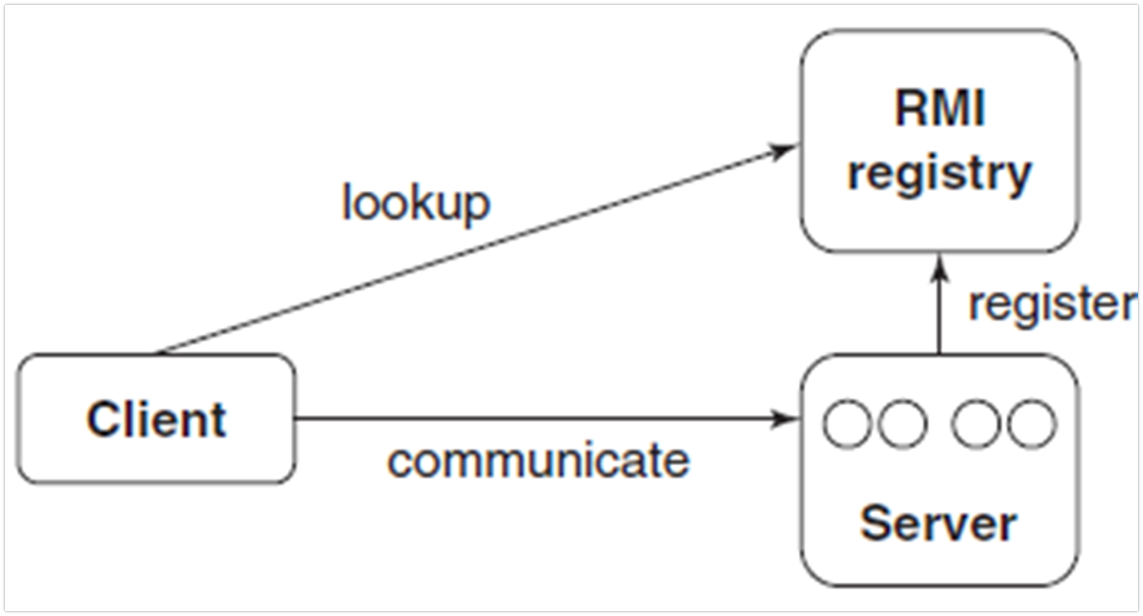 RMI
registry
lookup
register
Client
communicate
Server